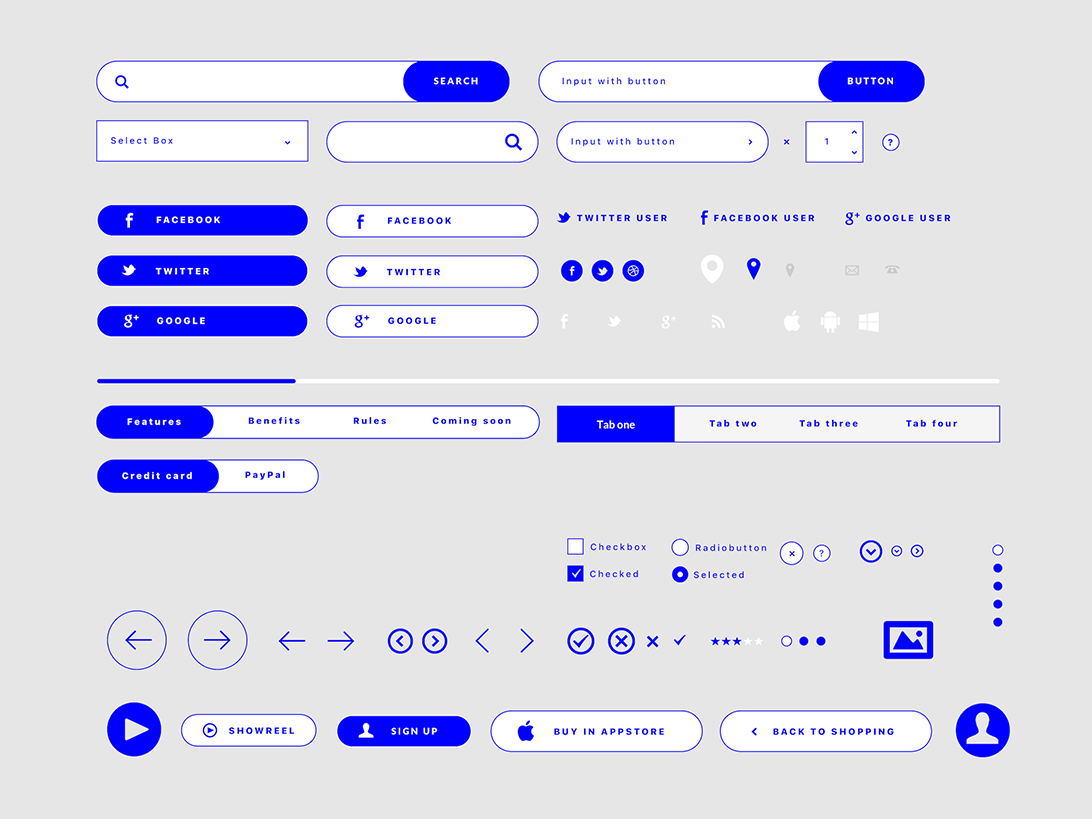 SEARCH
Input with button
BUTTON
Select Box
Input with button
1
?
FACEBOOK
FACEBOOK
TWITTER USER
FACEBOOK USER
g+ GOOGLE USER
TWITTER
TWITTER
g+ GOOGLE
g+ GOOGLE
g+
Features
Benefits
Rules
Coming soon
Tab one
Tab two
Tab three
Tab four
Credit card
PayPal
Checkbox
Radiobutton
?
Checked
Selected
SHOWREEL
SIGN UP
BUY IN APPSTORE
BACK TO SHOPPING